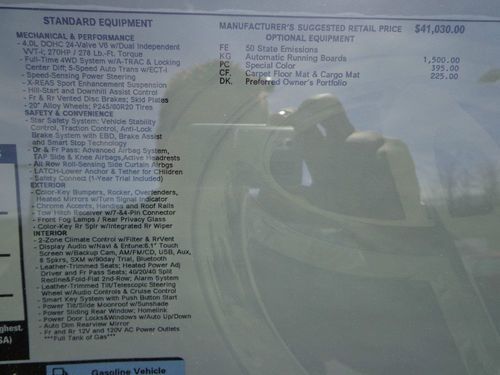 STANDARD EQUIPMENT
MECHANICAL & PERFORMANCE
- 4.0L DOHC 24-Valve V6 w/Dual Independent
VVT-i; 270HP / 278 Lb.-Ft. Torque
- Full-Time 4WD System w/A-TRAC & Locking
Center Diff; 5-Speed Auto Trans w/ECT-i
- Speed-Sensing Power Steering
- X-REAS Sport Enhancement Suspension
- Hill-Start and Downhill Assist Control
- Fr & Rr Vented Disc Brakes; Skid Plates
- 20" Alloy Wheels; P245/60R20 Tires
SAFETY & CONVENIENCE
- Star Safety System: Vehicle Stability
Control, Traction Control, Anti-Lock
Brake System with EBD, Brake Assist
and Smart Stop Technology
- Dr & Fr Pass: Advanced Airbag System,
TAP Side & Knee Airbags, Active Headrests
- All Row Roll-Sensing Side Curtain Airbgs
- LATCH-Lower Anchor & Tether for CHildren
- Safety Connect (1-Year Trial Included)
EXTERIOR
- Color-Key Bumpers, Rocker, Overfenders,
Heated Mirrors w/Turn Signal Indicator
- Chrome Accents, Handles and Roof Rails
- Tow Hitch Receiver w/7-&4-Pin Connector
- Front Fog Lamps / Rear Privacy Glass
- Color-Key Rr Splr w/Integrated Rr Wiper
INTERIOR
- 2-Zone Climate Control w/Filter & RrVent
- Display Audio w/Navi & Entune:6.1" Touch
Screen w/Backup Cam, AM/FM/CD, USB, Aux,
8 Spkrs, SXM w/90day Trial, Bluetooth
- Leather-Trimmed Seats; Heated Power Adj
Driver and Fr Pass Seats; 40/20/40 Split
Recline&Fold-Flat 2nd-Row; Alarm System
- Leather-Trimmed Tilt/Telescopic Steering
Wheel w/Audio Controls & Cruise Control
- Smart Key System with Push Button Start
- Power Tilt/Slide Moonroof w/Sunshade
- Power Sliding Rear Window; Homelink
- Power Door Locks&Windows w/Auto Up/Down
- Auto Dim Rearview Mirror
- Fr and Rr 12V and 120V AC Power Outlets
***Full Tank of Gas***
MANUFACTURER'S SUGGESTED RETAIL PRICE $41,030.00
OPTIONAL EQUIPMENT
FE 50 State Emissions
KG Automatic Running Boards 1,500.00
PC Special Color 395.00
CF. Carpet Floor Mat & Cargo Mat 225.00
DK. Preferred Owner's Portfolio
ghest.
SA)
Gasoline Vehicle